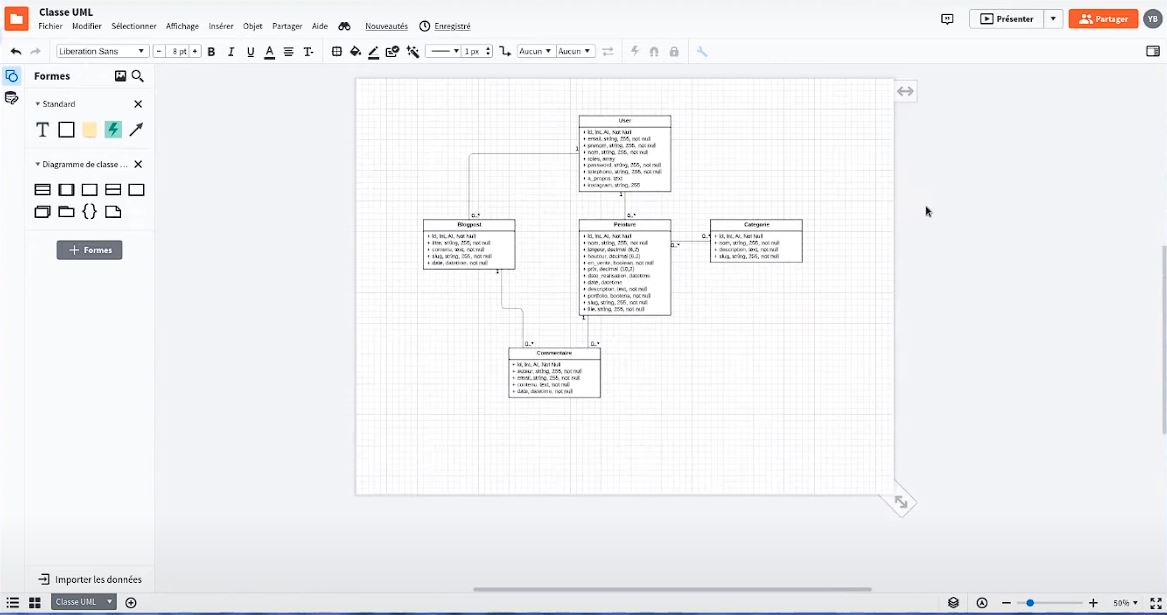 Classe UML
Fichier Modifier Sélectionner Affichage Insérer Objet Partager Aide Nouveautés Enregistré
Présenter
Partager
YB
Liberation Sans
- 8 pt +
B I U A T
1 px
Aucun Aucun
Formes
Standard
T
Diagramme de classe ...
+ Formes
User
+ Id, Int, AI, Not Null
+ email, string, 255, not null
+ prenom, string, 255, not null
+ nom, string, 255, not null
+ roles, array
+ password, string, 255, not null
+ telephone, string, 255, not null
+ a_propos, text
+ instagram, string, 255
1
1
0..*
0..*
Blogpost
+ Id, Int, AI, Not Null
+ titre, string, 255, not null
+ contenu, text, not null
+ slug, string, 255, not null
+ date, datetime, not null
1
Peinture
+ Id, Int, AI, Not Null
+ nom, string, 255, not null
+ largeur, decimal (6,2)
+ hauteur, decimal (6,2)
+ en_vente, boolean, not null
+ prix, decimal (10,2)
+ date_realisation, datetime
+ date, datetime
+ description, text, not null
+ portfolio, boolean, not null
+ slug, string, 255, not null
+ file, string, 255, not null
1
0..*
0..*
Categorie
+ Id, Int, AI, Not Null
+ nom, string, 255, not null
+ description, text, not null
+ slug, string, 255, not null
0..*
0..*
Commentaire
+ Id, Int, AI, Not Null
+ auteur, string, 255, not null
+ email, string, 255, not null
+ contenu, text, not null
+ date, datetime, not null
Importer les données
Classe UML
50%